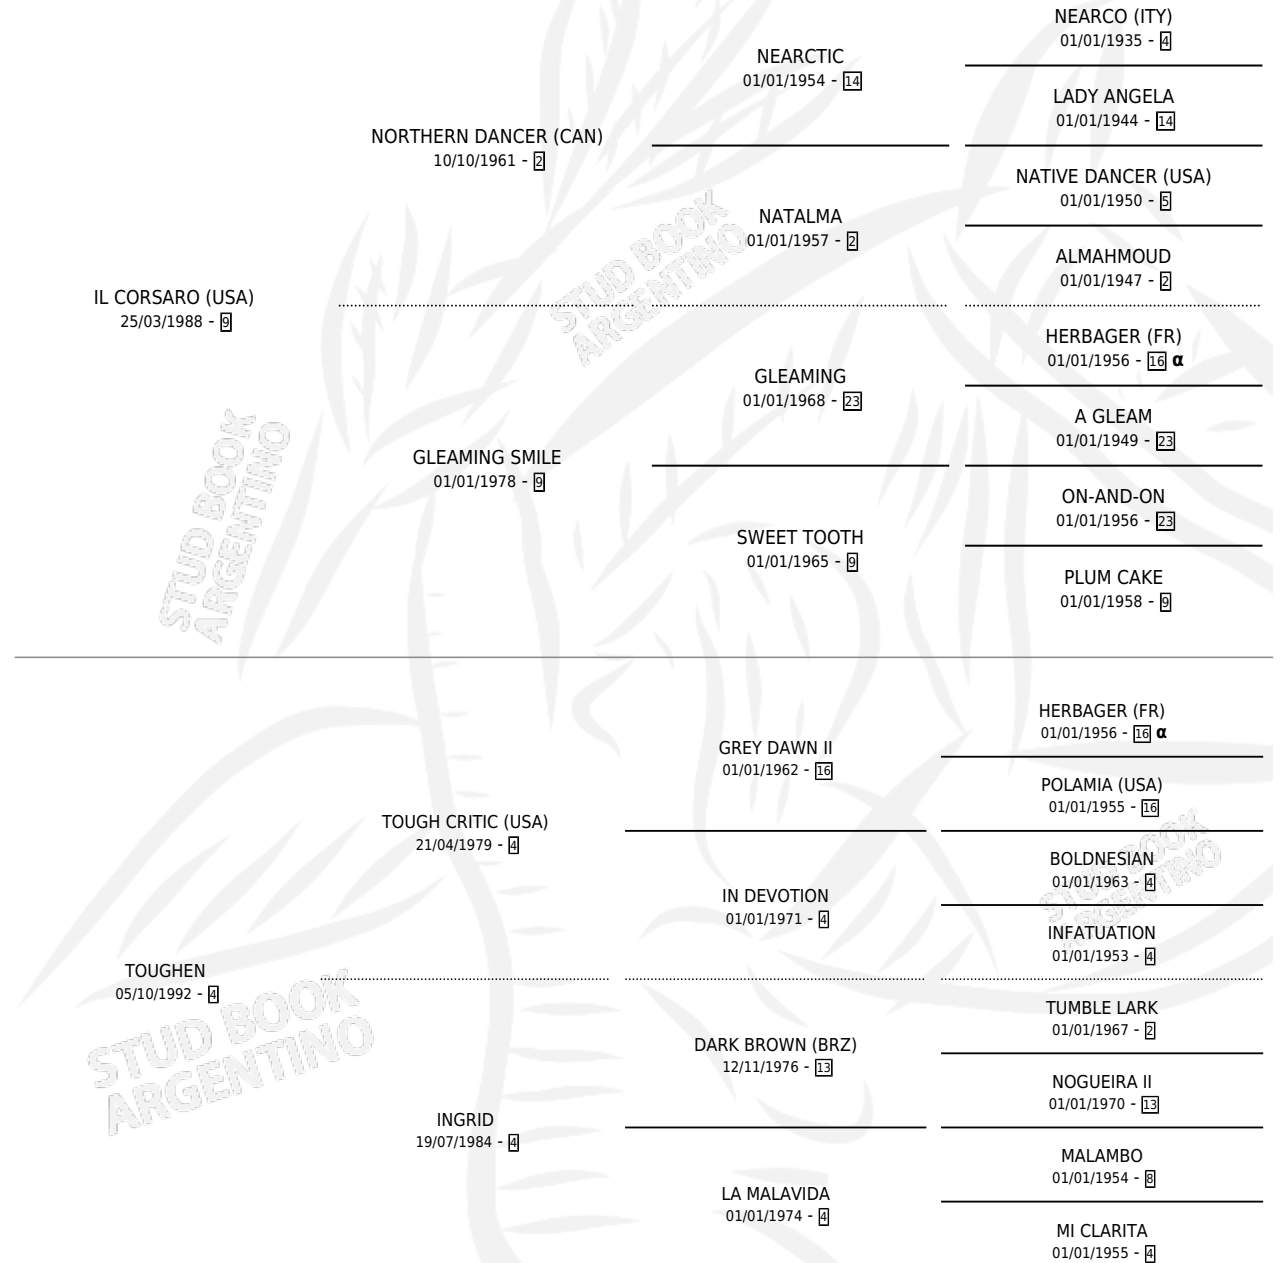 NEARCO (ITY)
01/01/1935 - 4
NEARCTIC
01/01/1954 - 14
LADY ANGELA
01/01/1944 - 14
NORTHERN DANCER (CAN)
10/10/1961 - 2
NATIVE DANCER (USA)
01/01/1950 - 5
NATALMA
01/01/1957 - 2
ALMAHMOUD
01/01/1947 - 2
IL CORSARO (USA)
25/03/1988 - 9
HERBAGER (FR)
01/01/1956 - 16 α
GLEAMING
01/01/1968 - 23
A GLEAM
01/01/1949 - 23
GLEAMING SMILE
01/01/1978 - 9
ON-AND-ON
01/01/1956 - 23
SWEET TOOTH
01/01/1965 - 9
PLUM CAKE
01/01/1958 - 9
HERBAGER (FR)
01/01/1956 - 16 α
GREY DAWN II
01/01/1962 - 16
POLAMIA (USA)
01/01/1955 - 16
TOUGH CRITIC (USA)
21/04/1979 - 4
BOLDNESIAN
01/01/1963 - 4
IN DEVOTION
01/01/1971 - 4
INFATUATION
01/01/1953 - 4
TOUGHEN
05/10/1992 - 4
TUMBLE LARK
01/01/1967 - 2
DARK BROWN (BRZ)
12/11/1976 - 13
NOGUEIRA II
01/01/1970 - 13
INGRID
19/07/1984 - 4
MALAMBO
01/01/1954 - 8
LA MALAVIDA
01/01/1974 - 4
MI CLARITA
01/01/1955 - 4
STUD BOOK
ARGENTINO
STUD BOOK
ARGENTINO
STUD BOOK
ARGENTINO
STUD BOOK
ARGENTINO